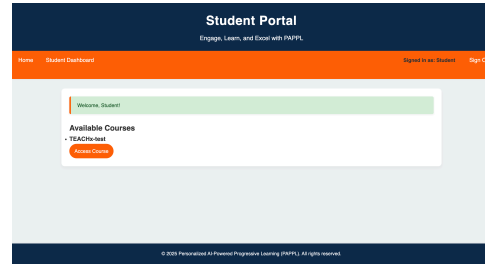 Student Portal
Engage, Learn, and Excel with PAPPL
Home Student Dashboard Signed in as: Student Sign
Welcome, Student!
Available Courses
• TEACHx-test
Access Course
© 2025 Personalized AI-Powered Progressive Learning (PAPPL). All rights reserved.